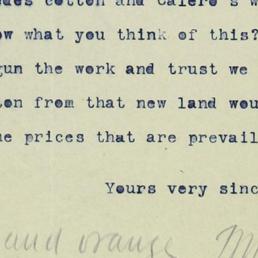 des cotton and Calero's w
ow what you think of this?
gun the work and trust we
ton from that new land wou
he prices that are prevail
Yours very sinc
and orange M